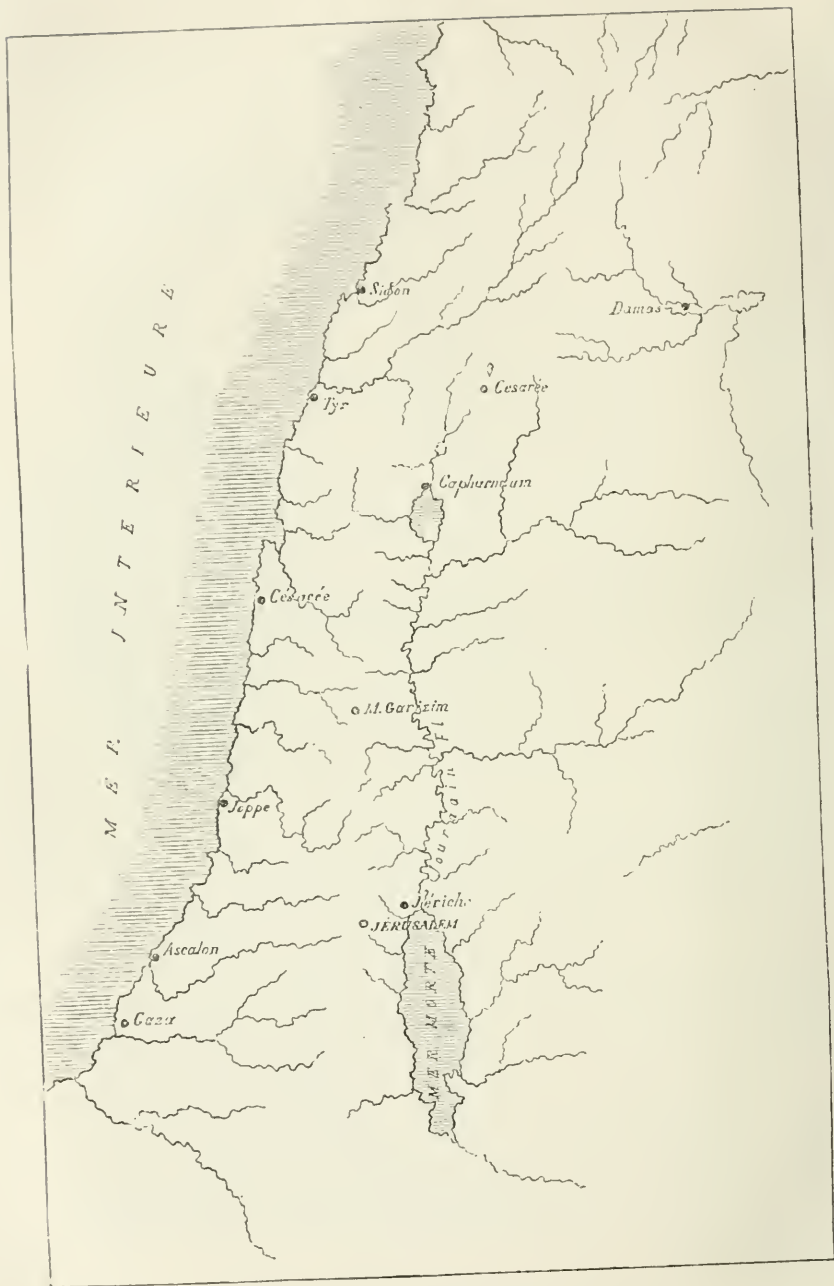 MER INTERIEURE
Sidon
Damas
Tyr
Cesarée
Capharnaum
Césarée
M. Garizim
Joppe
Jourdain Fl
Jéricho
JÉRUSALEM
Ascalon
MER MORTE
Gaza